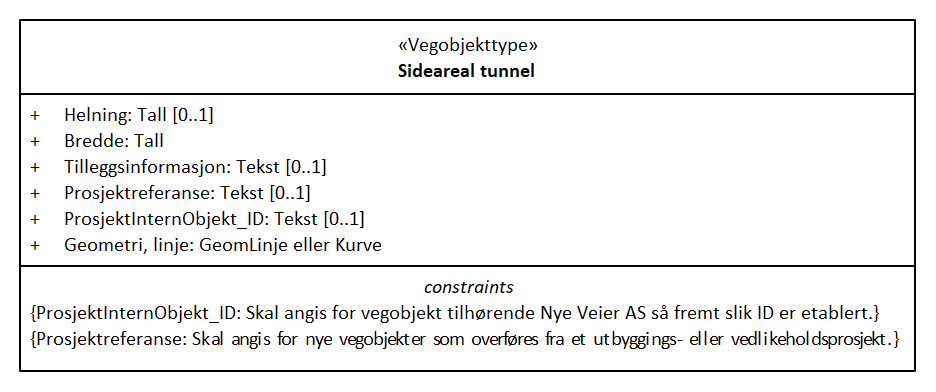 «Vegobjekttype»
Sideareal tunnel
+ Helning: Tall [0..1]
+ Bredde: Tall
+ Tilleggsinformasjon: Tekst [0..1]
+ Prosjektreferanse: Tekst [0..1]
+ ProsjektInternObjekt_ID: Tekst [0..1]
+ Geometri, linje: GeomLinje eller Kurve
constraints
{ProsjektInternObjekt_ID: Skal angis for vegobjekt tilhørende Nye Veier AS så fremt slik ID er etablert.}
{Prosjektreferanse: Skal angis for nye vegobjekter som overføres fra et utbyggings- eller vedlikeholdsprosjekt.}